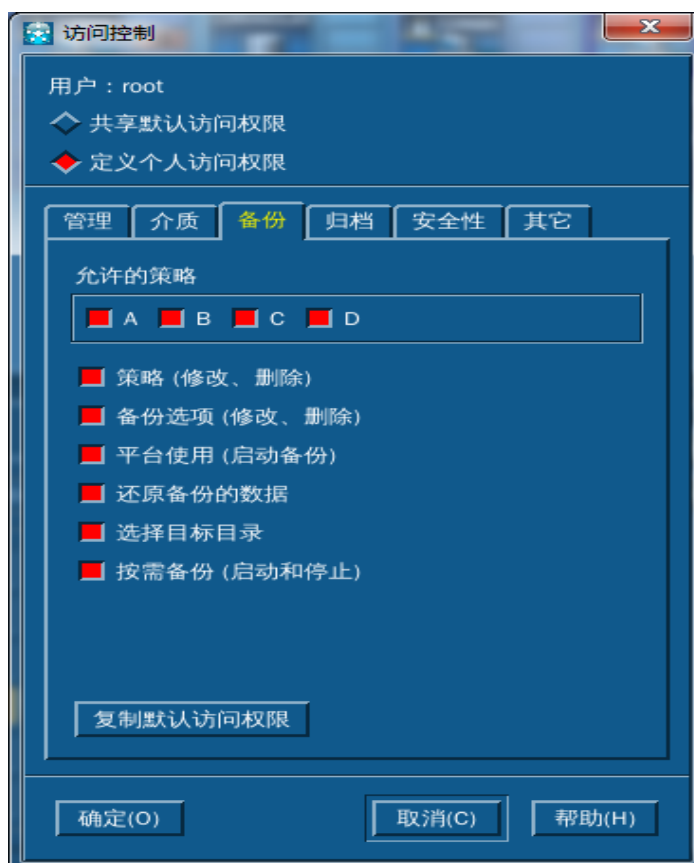 访问控制
用户：root
共享默认访问权限
定义个人访问权限
管理 介质 备份 归档 安全性 其它
允许的策略
A B C D
策略 (修改、删除)
备份选项 (修改、删除)
平台使用 (启动备份)
还原备份的数据
选择目标目录
按需备份 (启动和停止)
复制默认访问权限
确定(O) 取消(C) 帮助(H)